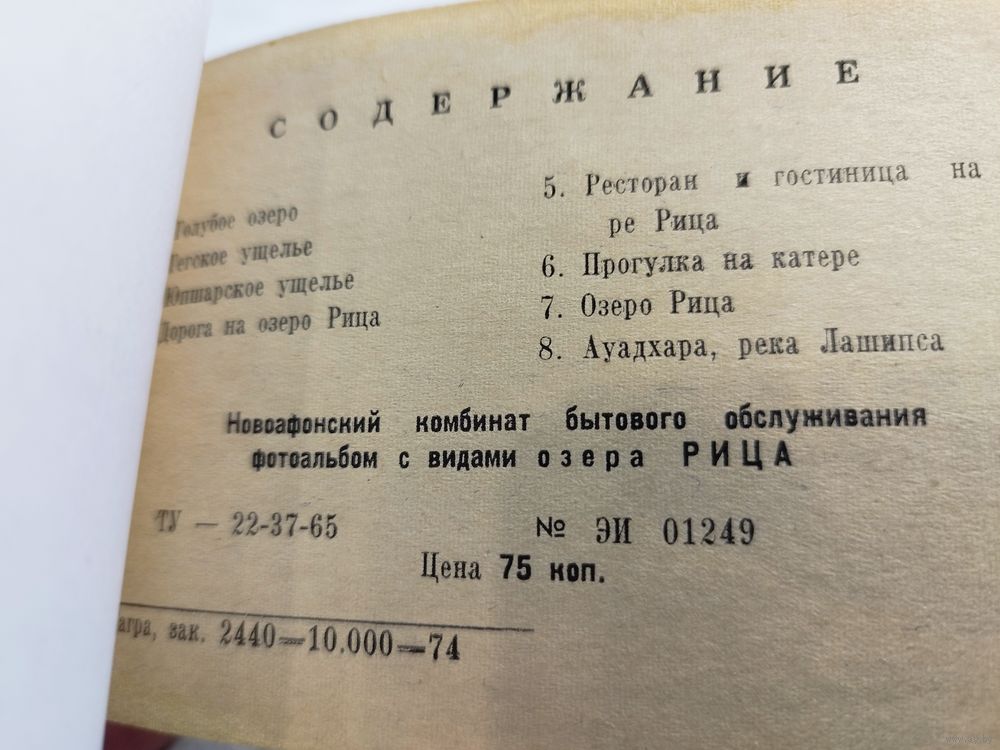 СОДЕРЖАНИЕ
Голубое озеро
Гегское ущелье
Юпшарское ущелье
Дорога на озеро Рица
5. Ресторан и гостиница на
ре Рица
6. Прогулка на катере
7. Озеро Рица
8. Ауадхара, река Лашипса
Новоафонский комбинат бытового обслуживания
фотоальбом с видами озера РИЦА
ТУ — 22-37-65 № ЭИ 01249
Цена 75 коп.
агра, зак. 2440—10.000—74